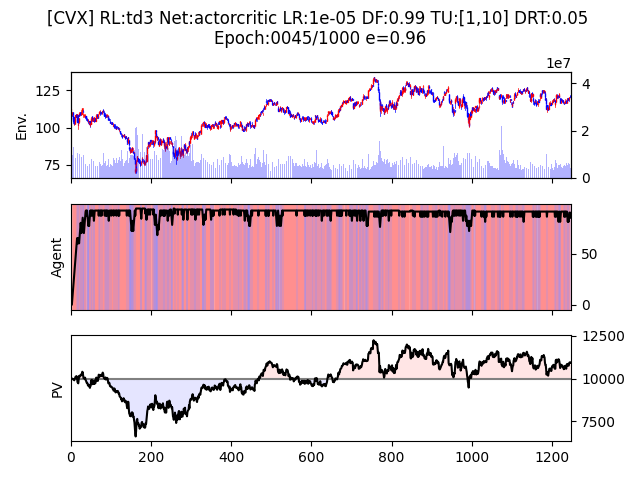 [CVX] RL:td3 Net:actorcritic LR:1e-05 DF:0.99 TU:[1,10] DRT:0.05
Epoch:0045/1000 e=0.96
1e7
125
100
75
Env.
4
2
0
Agent
50
0
PV
12500
10000
7500
0 200 400 600 800 1000 1200